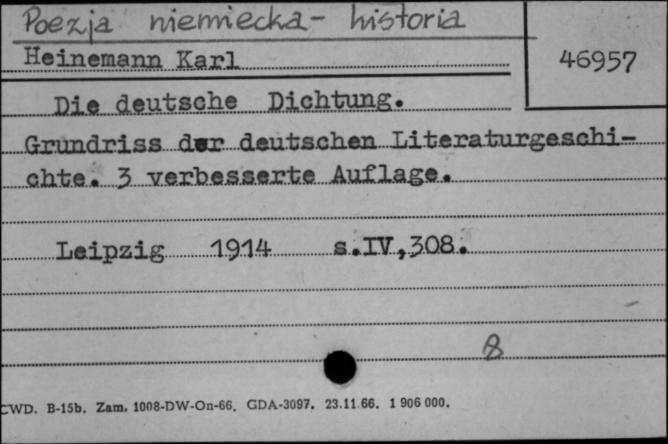 Poezja niemiecka - historia
Heinemann Karl
46957
Die deutsche Dichtung.
Grundriss der deutschen Literaturgeschi-
chte. 3 verbesserte Auflage.
Leipzig 1914 s.IV,308.
8
CWD. B-15b. Zam. 1008-DW-On-66. GDA-3097. 23.11.66. 1 906 000.